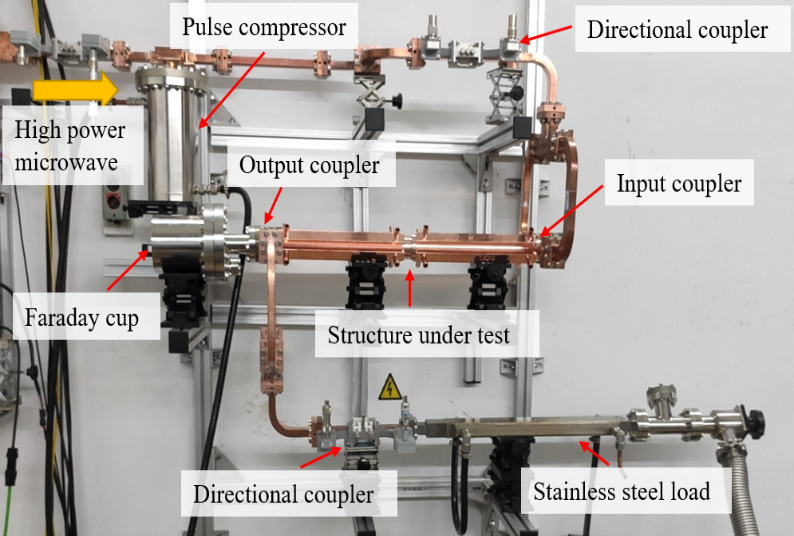 Pulse compressor
Directional coupler
High power
microwave
Output coupler
Input coupler
Faraday cup
Structure under test
Directional coupler
Stainless steel load